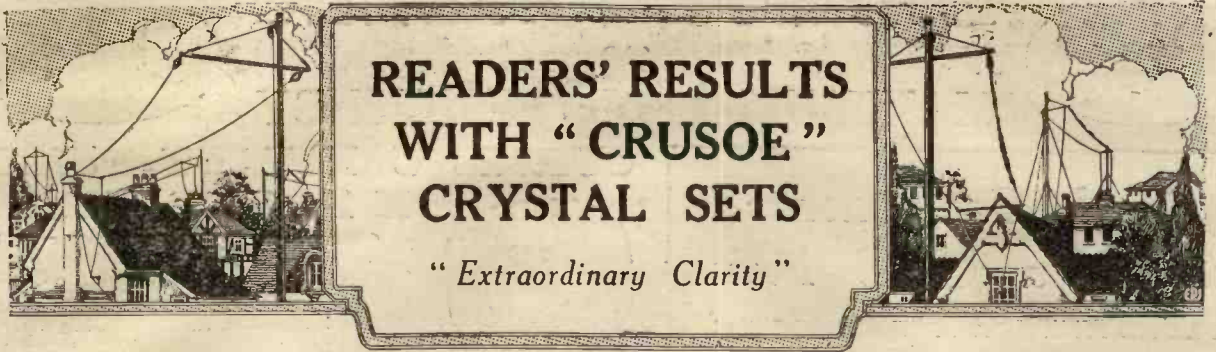 READERS' RESULTS
WITH “CRUSOE”
CRYSTAL SETS
“Extraordinary Clarity”